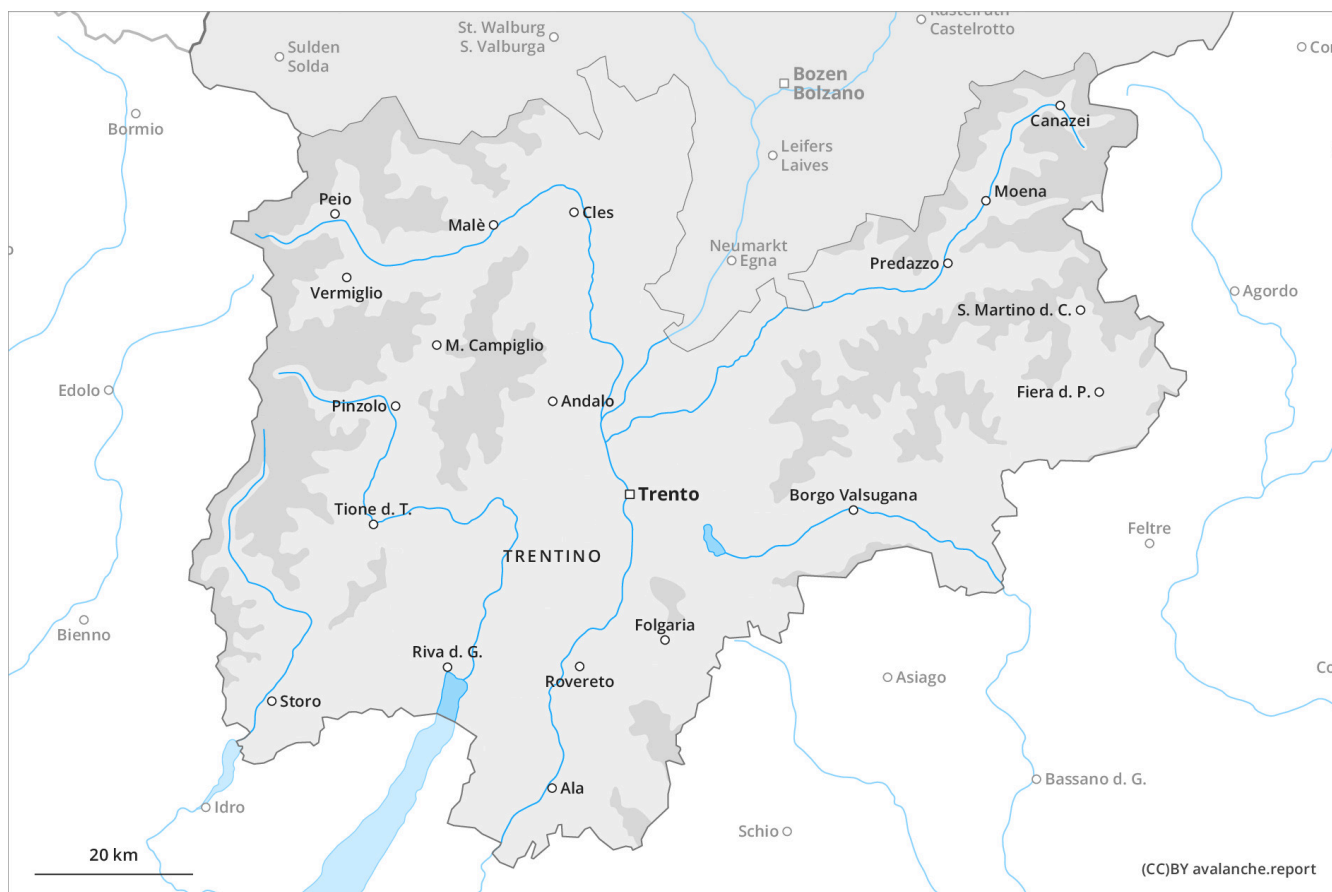 Kastelruth
Castelrotto
St. Walburg
S. Valburga
Sulden
Solda
Bozen
Bolzano
Canazei
Bormio
Leifers
Laives
Moena
Peio
Malè
Cles
Neumarkt
Egna
Predazzo
Vermiglio
Agordo
S. Martino d. C.
M. Campiglio
Edolo
Pinzolo
Andalo
Fiera d. P.
Trento
Borgo Valsugana
Tione d. T.
Feltre
TRENTINO
Bienno
Folgaria
Riva d. G.
Rovereto
Asiago
Storo
Bassano d. G.
Ala
Idro
Schio
20 km
(CC)BY avalanche.report